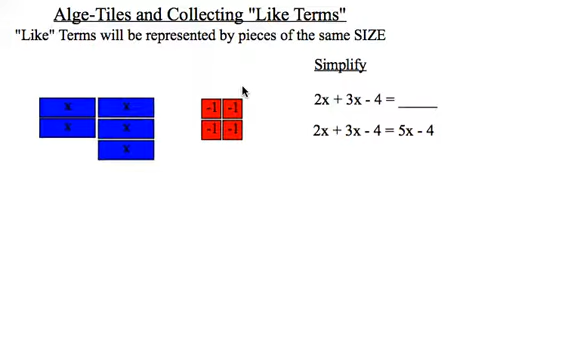 Alge-Tiles and Collecting "Like Terms"
"Like" Terms will be represented by pieces of the same SIZE
Simplify
2x + 3x - 4 = _____
2x + 3x - 4 = 5x - 4
x x
x x
x
-1 -1
-1 -1